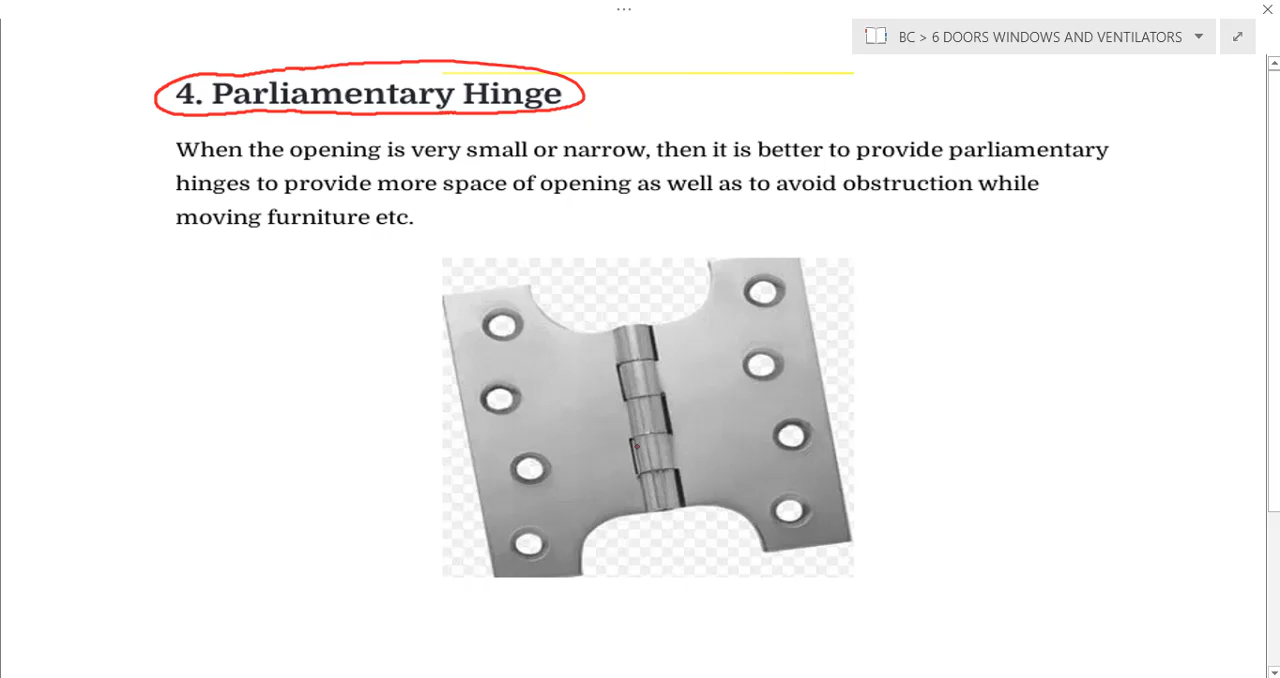 ...
BC > 6 DOORS WINDOWS AND VENTILATORS
4. Parliamentary Hinge
When the opening is very small or narrow, then it is better to provide parliamentary
hinges to provide more space of opening as well as to avoid obstruction while
moving furniture etc.